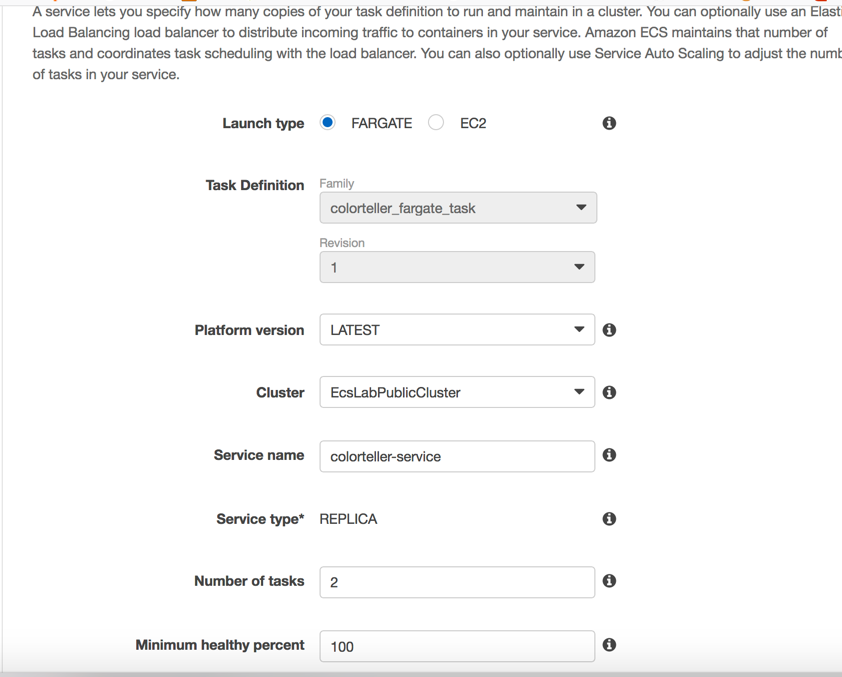 A service lets you specify how many copies of your task definition to run and maintain in a cluster. You can optionally use an Elasti
Load Balancing load balancer to distribute incoming traffic to containers in your service. Amazon ECS maintains that number of
tasks and coordinates task scheduling with the load balancer. You can also optionally use Service Auto Scaling to adjust the numb
of tasks in your service.
Launch type FARGATE EC2
Family
Task Definition colorteller_fargate_task
Revision
1
Platform version LATEST
Cluster EcsLabPublicCluster
Service name colorteller-service
Service type* REPLICA
Number of tasks 2
Minimum healthy percent 100